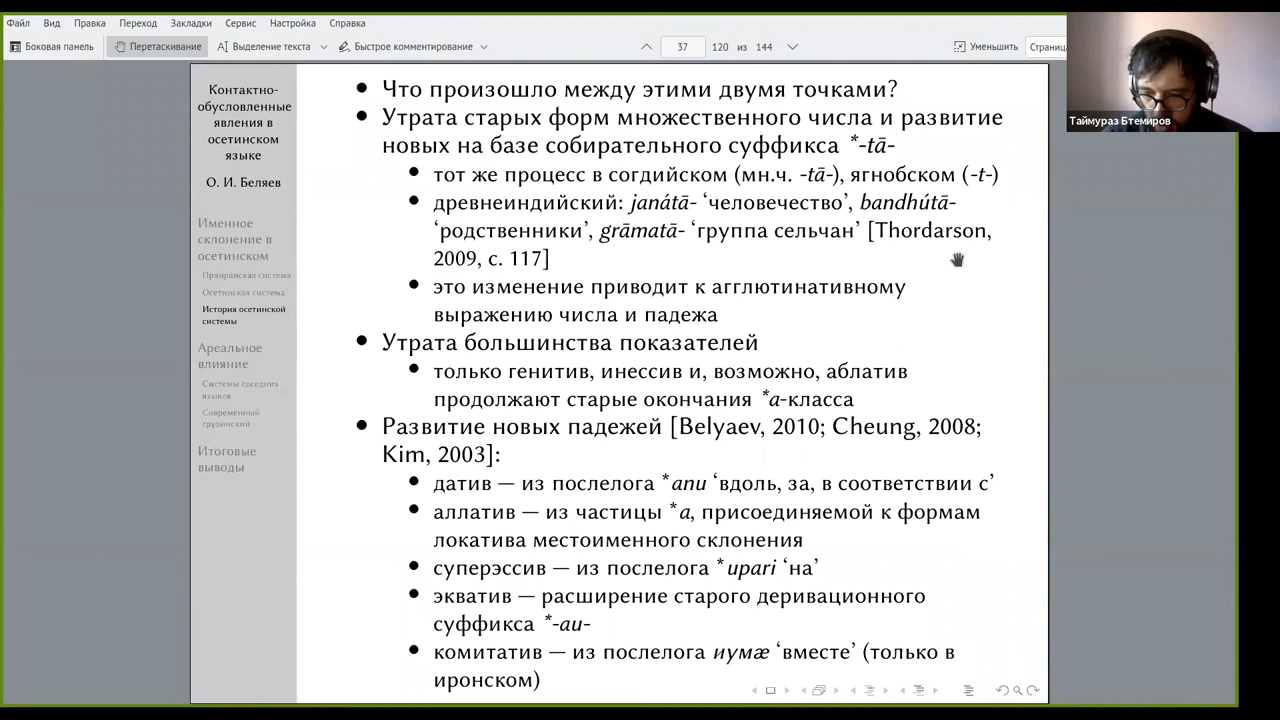 Файл Вид Правка Переход Закладки Сервис Настройка Справка
Боковая панель Перетаскивание Выделение текста Быстрое комментирование 37 120 из 144 Уменьшить Страница
Таймураз Бтемиров
Контактно-
обусловленные
явления в
осетинском
языке
О. И. Беляев
Именное
склонение в
осетинском
Праиранская система
Осетинская система
История осетинской
системы
Ареальное
влияние
Системы соседних
языков
Современный
грузинский
Итоговые
выводы
• Что произошло между этими двумя точками?
• Утрата старых форм множественного числа и развитие
новых на базе собирательного суффикса *-tā-
• тот же процесс в согдийском (мн.ч. -tā-), ягнобском (-t-)
• древнеиндийский: janátā- ‘человечество’, bandhútā-
‘родственники’, grāmatā- ‘группа сельчан’ [Thordarson,
2009, с. 117]
• это изменение приводит к агглютинативному
выражению числа и падежа
• Утрата большинства показателей
• только генитив, инессив и, возможно, аблатив
продолжают старые окончания *a-класса
• Развитие новых падежей [Belyaev, 2010; Cheung, 2008;
Kim, 2003]:
• датив — из послелога *anu ‘вдоль, за, в соответствии с’
• аллатив — из частицы *a, присоединяемой к формам
локатива местоименного склонения
• суперэссив — из послелога *upari ‘на’
• экватив — расширение старого деривационного
суффикса *-au-
• комитатив — из послелога иумæ ‘вместе’ (только в
иронском)